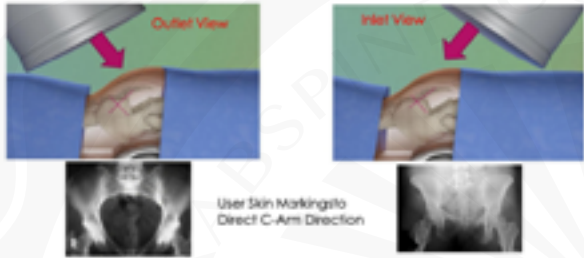 Outlet View
Inlet View
User Skin Markingsto
Direct C-Arm Direction